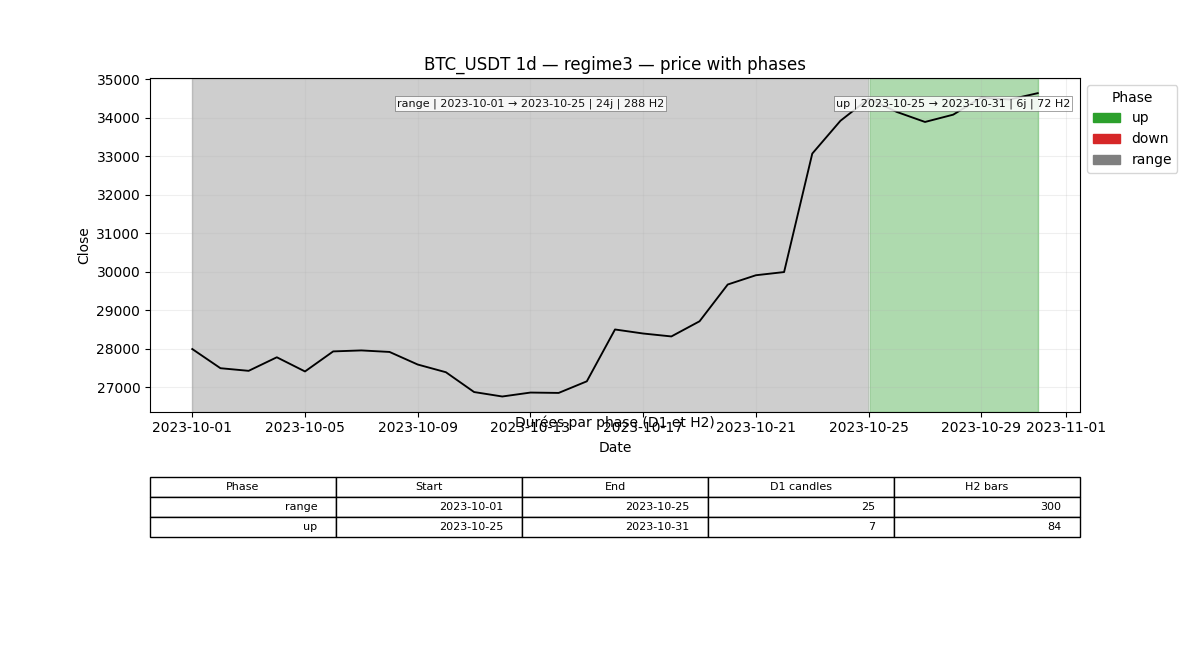 BTC_USDT 1d — regime3 — price with phases
35000
34000
33000
32000
31000
30000
29000
28000
27000
Close
range | 2023-10-01 → 2023-10-25 | 24j | 288 H2
up | 2023-10-25 → 2023-10-31 | 6j | 72 H2
Phase
up
down
range
2023-10-01 2023-10-05 2023-10-09 2023-10-13 2023-10-17 2023-10-21 2023-10-25 2023-10-29 2023-11-01
Durées par phase (D1 et H2)
Date
Phase Start End D1 candles H2 bars
range 2023-10-01 2023-10-25 25 300
up 2023-10-25 2023-10-31 7 84